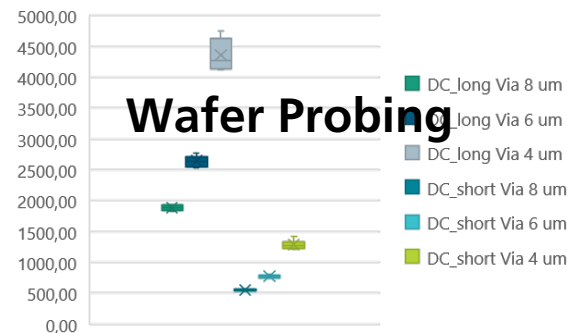 5000,00
4500,00
4000,00
3500,00
3000,00
2500,00
2000,00
1500,00
1000,00
500,00
0,00
Wafer Probing
DC_long Via 8 um
DC_long Via 6 um
DC_long Via 4 um
DC_short Via 8 um
DC_short Via 6 um
DC_short Via 4 um